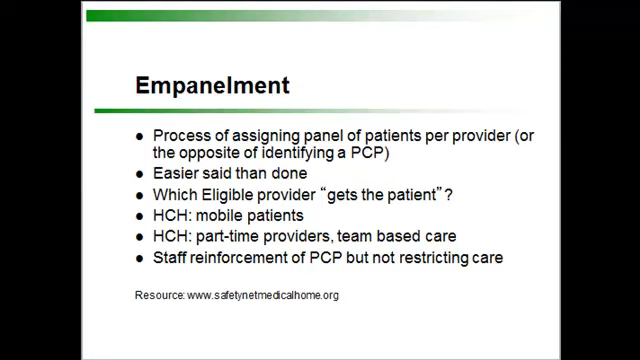 Empanelment
● Process of assigning panel of patients per provider (or
the opposite of identifying a PCP)
● Easier said than done
● Which Eligible provider “gets the patient”?
● HCH: mobile patients
● HCH: part-time providers, team based care
● Staff reinforcement of PCP but not restricting care
Resource: www.safetynetmedicalhome.org